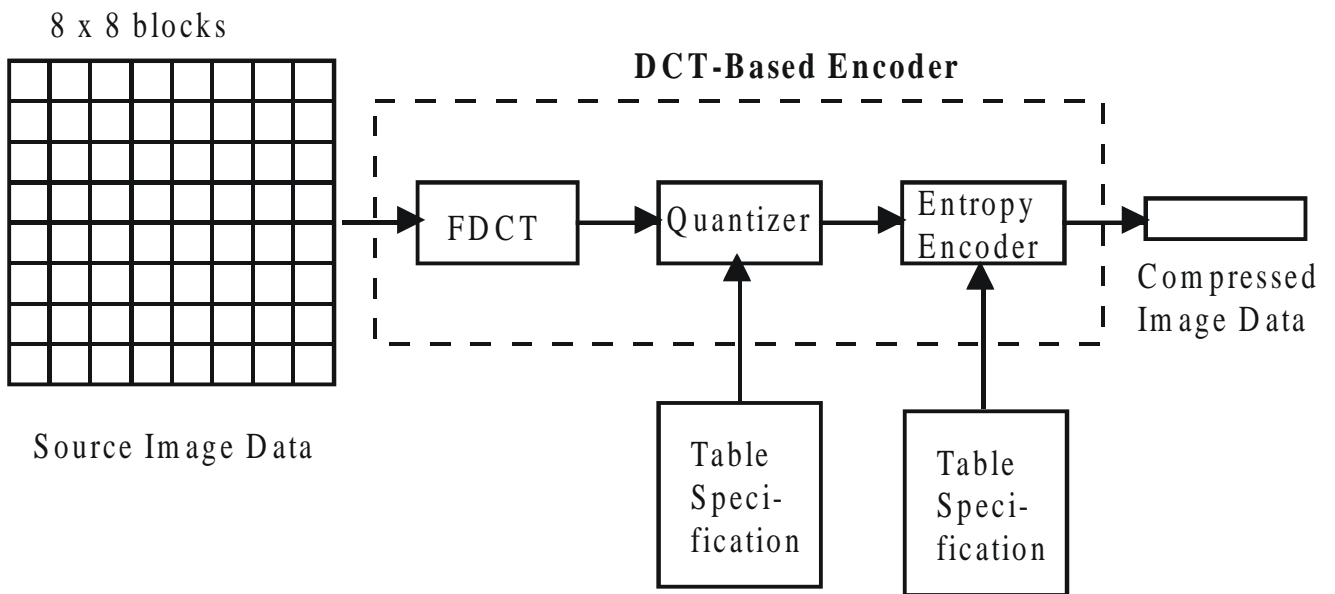 8 x 8 blocks
DCT-Based Encoder
FDCT
Quantizer
Entropy
Encoder
Compressed
Image Data
Source Image Data
Table
Speci-
fication
Table
Speci-
fication